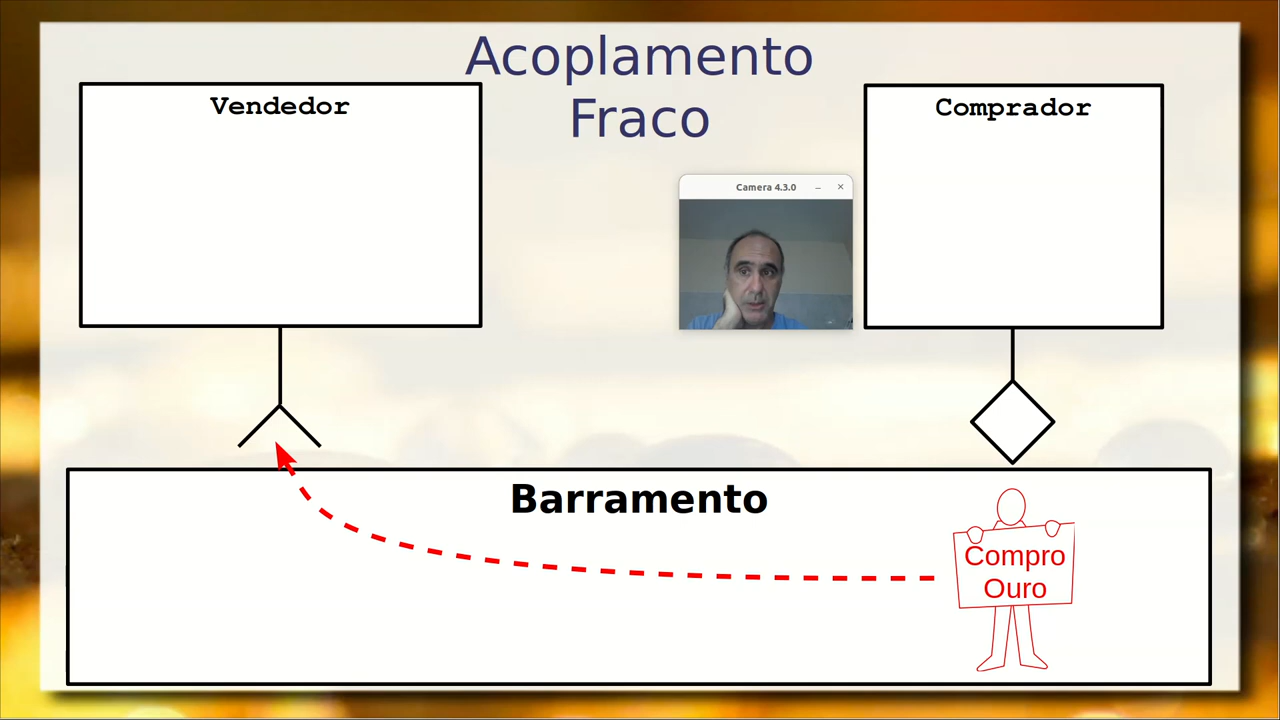 Acoplamento
Fraco
Vendedor
Comprador
Camera 4.3.0
Barramento
Compro
Ouro